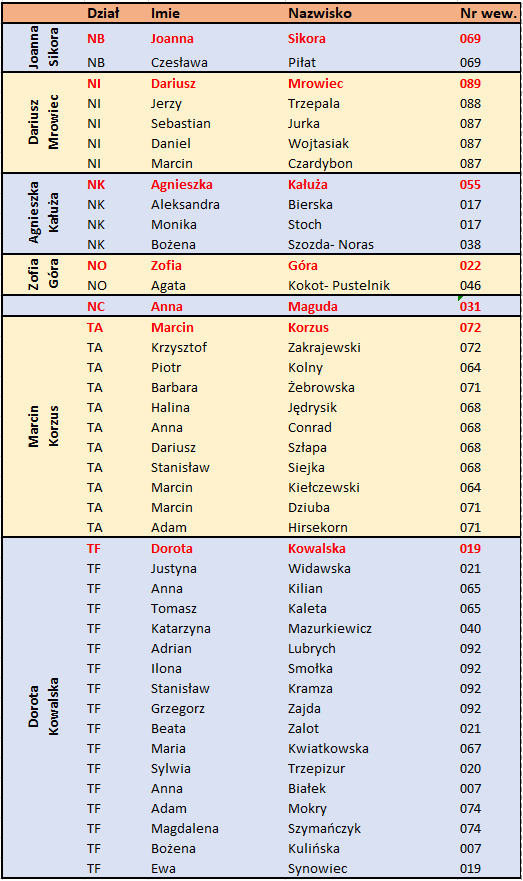 Dział Imie Nazwisko Nr wew.
Joanna Sikora
NB Joanna Sikora 069
NB Czesława Piłat 069
Dariusz Mrowiec
NI Dariusz Mrowiec 089
NI Jerzy Trzepala 088
NI Sebastian Jurka 087
NI Daniel Wojtasiak 087
NI Marcin Czardybon 087
Agnieszka Kałuża
NK Agnieszka Kałuża 055
NK Aleksandra Bierska 017
NK Monika Stoch 017
NK Bożena Szozda- Noras 038
Zofia Góra
NO Zofia Góra 022
NO Agata Kokot- Pustelnik 046
NC Anna Maguda 031
Marcin Korzus
TA Marcin Korzus 072
TA Krzysztof Zakrajewski 072
TA Piotr Kolny 064
TA Barbara Żebrowska 071
TA Halina Jędrysik 068
TA Anna Conrad 068
TA Dariusz Szłapa 068
TA Stanisław Siejka 068
TA Marcin Kiełczewski 064
TA Marcin Dziuba 071
TA Adam Hirsekorn 071
Dorota Kowalska
TF Dorota Kowalska 019
TF Justyna Widawska 021
TF Anna Kilian 065
TF Tomasz Kaleta 065
TF Katarzyna Mazurkiewicz 040
TF Adrian Lubrych 092
TF Ilona Smołka 092
TF Stanisław Kramza 092
TF Grzegorz Zajda 092
TF Beata Zalot 021
TF Maria Kwiatkowska 067
TF Sylwia Trzepizur 020
TF Anna Białek 007
TF Adam Mokry 074
TF Magdalena Szymańczyk 074
TF Bożena Kulińska 007
TF Ewa Synowiec 019